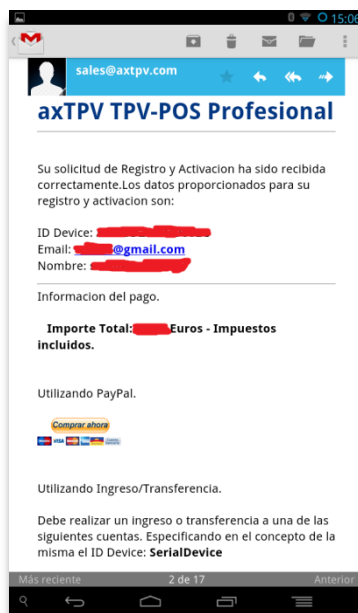 15:06
sales@axtpv.com
axTPV TPV-POS Profesional
Su solicitud de Registro y Activacion ha sido recibida
correctamente.Los datos proporcionados para su
registro y activacion son:
ID Device:
Email: @gmail.com
Nombre:
Informacion del pago.
Importe Total: Euros - Impuestos
incluidos.
Utilizando PayPal.
Comprar ahora
VISA
Utilizando Ingreso/Transferencia.
Debe realizar un ingreso o transferencia a una de las
siguientes cuentas. Especificando en el concepto de la
misma el ID Device: SerialDevice
Más reciente 2 de 17 Anterior